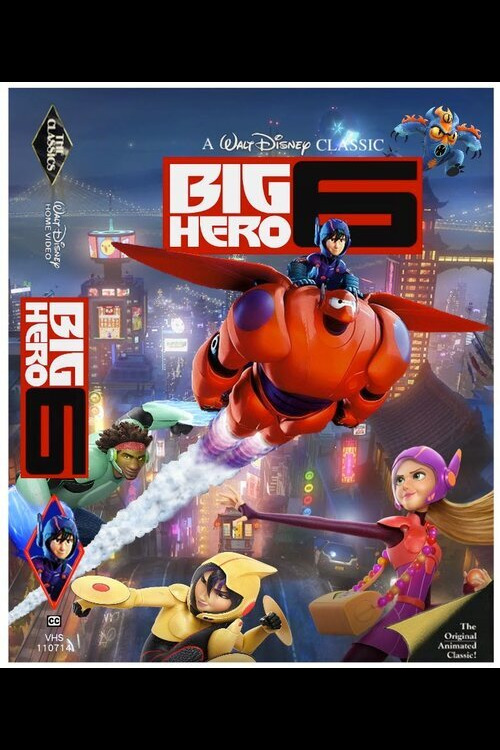 THE
CLASSICS
WALT DISNEY
HOME VIDEO
BIG
HERO
6
CC
VHS
110714
A WALT DISNEY CLASSIC
BIG
HERO
6
The
Original
Animated
Classic!